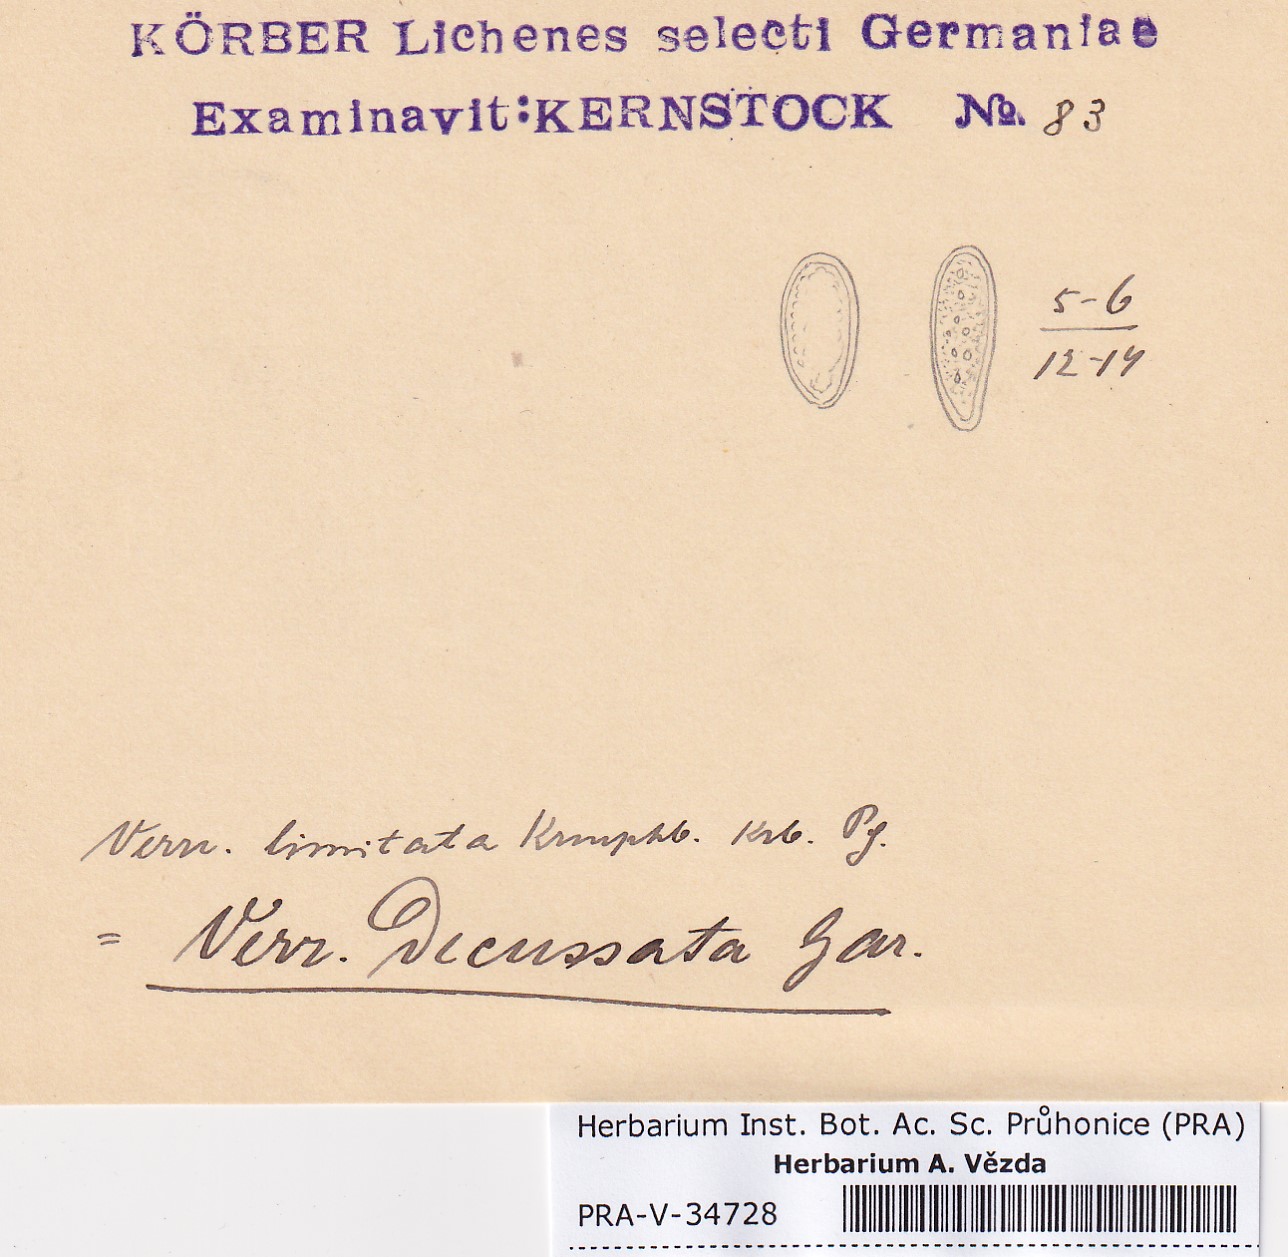 KÖRBER Lichenes selecti Germaniae
Examinavit: KERNSTOCK No. 83
5-6
12-14
Verr. limitata Krmphb. Krb. Pg.
= Verr. Decussata Gar.
Herbarium Inst. Bot. Ac. Sc. Průhonice (PRA)
Herbarium A. Vězda
PRA-V-34728